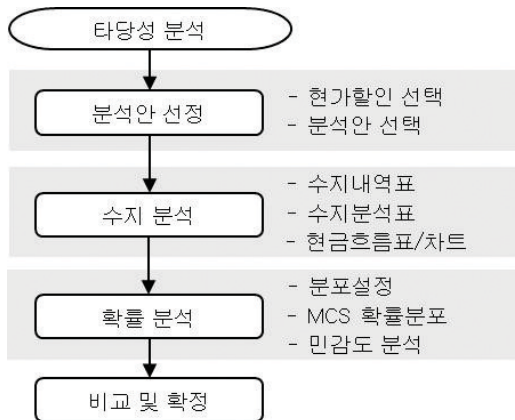 타당성 분석
분석안 선정
- 현가할인 선택
- 분석안 선택
수지 분석
- 수지내역표
- 수지분석표
- 현금흐름표/차트
확률 분석
- 분포설정
- MCS 확률분포
- 민감도 분석
비교 및 확정